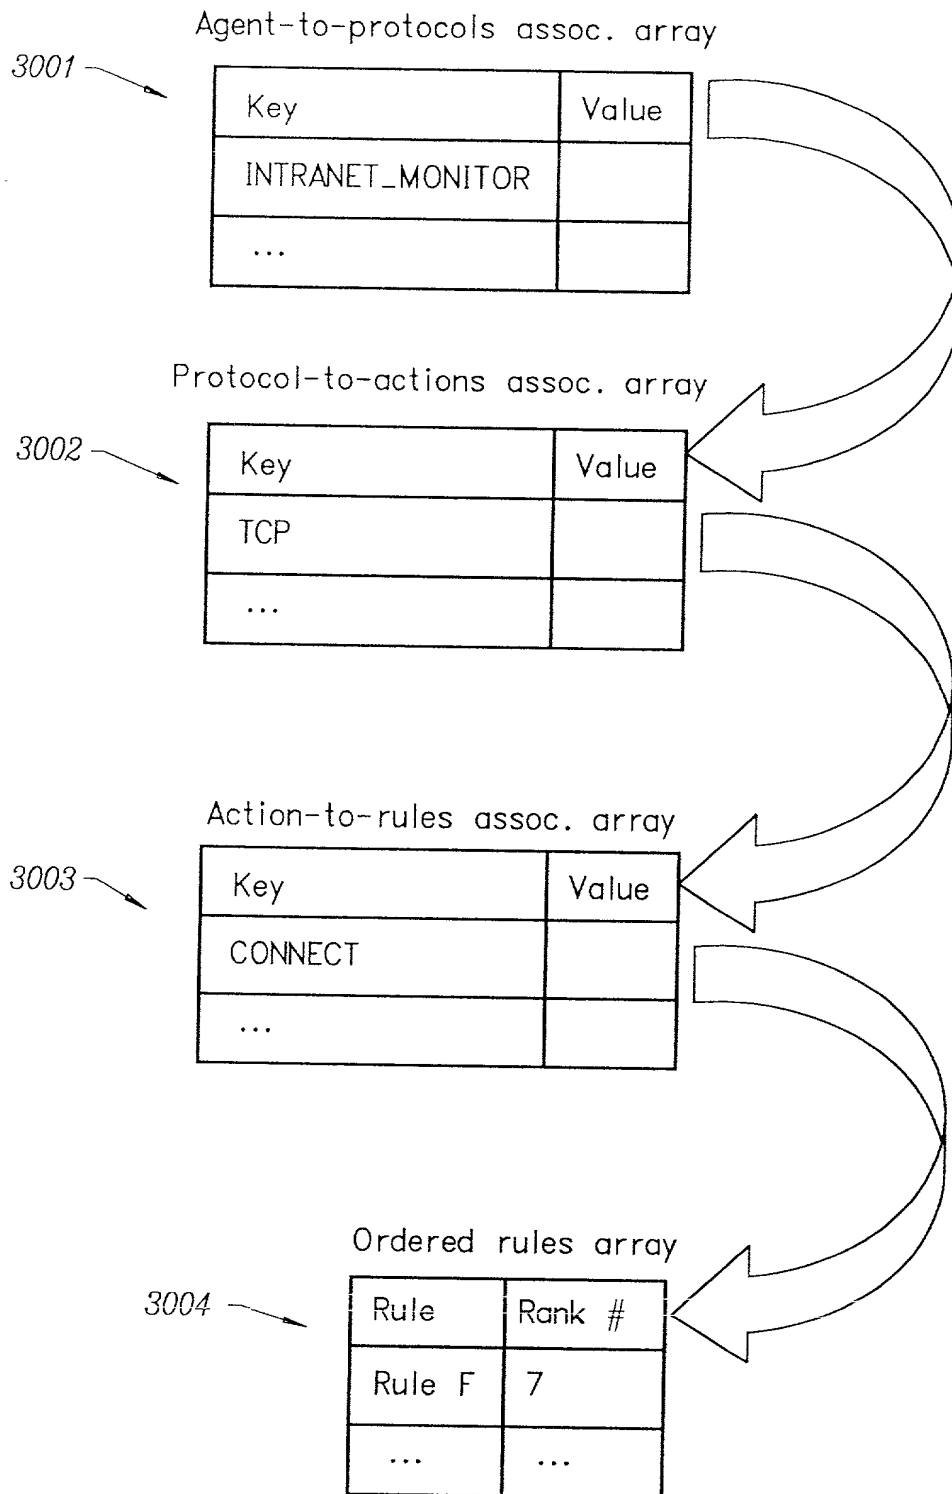 Agent-to-protocols assoc. array
3001
Key Value
INTRANET_MONITOR
...
Protocol-to-actions assoc. array
3002
Key Value
TCP
...
Action-to-rules assoc. array
3003
Key Value
CONNECT
...
Ordered rules array
3004
Rule Rank #
Rule F 7
... ...